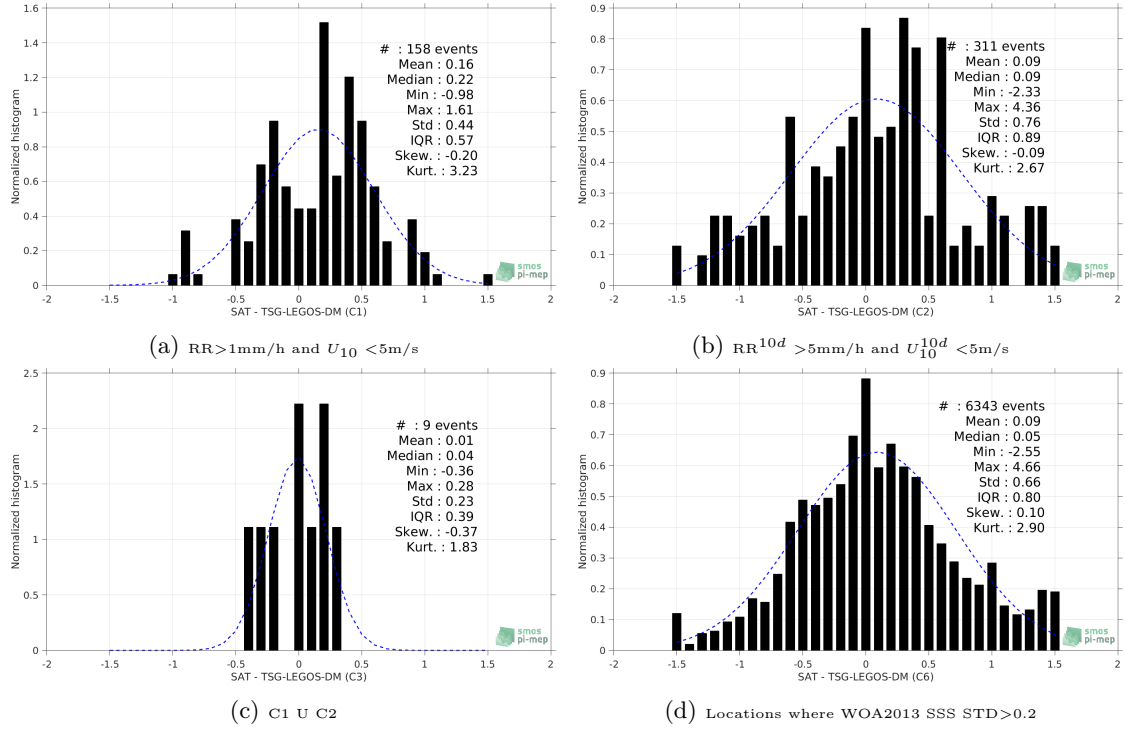 1.6
1.4
1.2
1
0.8
0.6
0.4
0.2
0
-2
-1.5
-1
-0.5
0
0.5
1
1.5
2
Normalized histogram
SAT - TSG-LEGOS-DM (C1)
# : 158 events
Mean : 0.16
Median : 0.22
Min : -0.98
Max : 1.61
Std : 0.44
IQR : 0.57
Skew. : -0.20
Kurt. : 3.23
smos
pi-mep
(a) RR>1mm/h and U10 <5m/s
0.9
0.8
0.7
0.6
0.5
0.4
0.3
0.2
0.1
0
-2
-1.5
-1
-0.5
0
0.5
1
1.5
2
Normalized histogram
SAT - TSG-LEGOS-DM (C2)
# : 311 events
Mean : 0.09
Median : 0.09
Min : -2.33
Max : 4.36
Std : 0.76
IQR : 0.89
Skew. : -0.09
Kurt. : 2.67
smos
pi-mep
(b) RR10d >5mm/h and U10d10 <5m/s
2.5
2
1.5
1
0.5
0
-2
-1.5
-1
-0.5
0
0.5
1
1.5
2
Normalized histogram
SAT - TSG-LEGOS-DM (C3)
# : 9 events
Mean : 0.01
Median : 0.04
Min : -0.36
Max : 0.28
Std : 0.23
IQR : 0.39
Skew. : -0.37
Kurt. : 1.83
smos
pi-mep
(c) C1 U C2
0.9
0.8
0.7
0.6
0.5
0.4
0.3
0.2
0.1
0
-2
-1.5
-1
-0.5
0
0.5
1
1.5
2
Normalized histogram
SAT - TSG-LEGOS-DM (C6)
# : 6343 events
Mean : 0.09
Median : 0.05
Min : -2.55
Max : 4.66
Std : 0.66
IQR : 0.80
Skew. : 0.10
Kurt. : 2.90
smos
pi-mep
(d) Locations where WOA2013 SSS STD>0.2